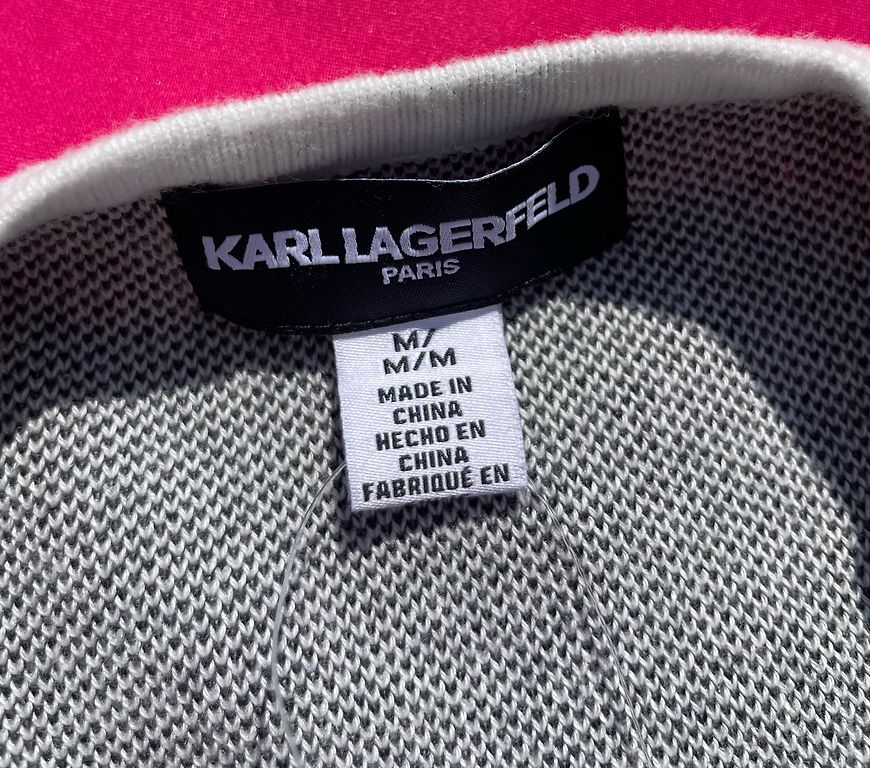 KARL LAGERFELD
PARIS
M/
M/M
MADE IN
CHINA
HECHO EN
CHINA
FABRIQUÉ EN